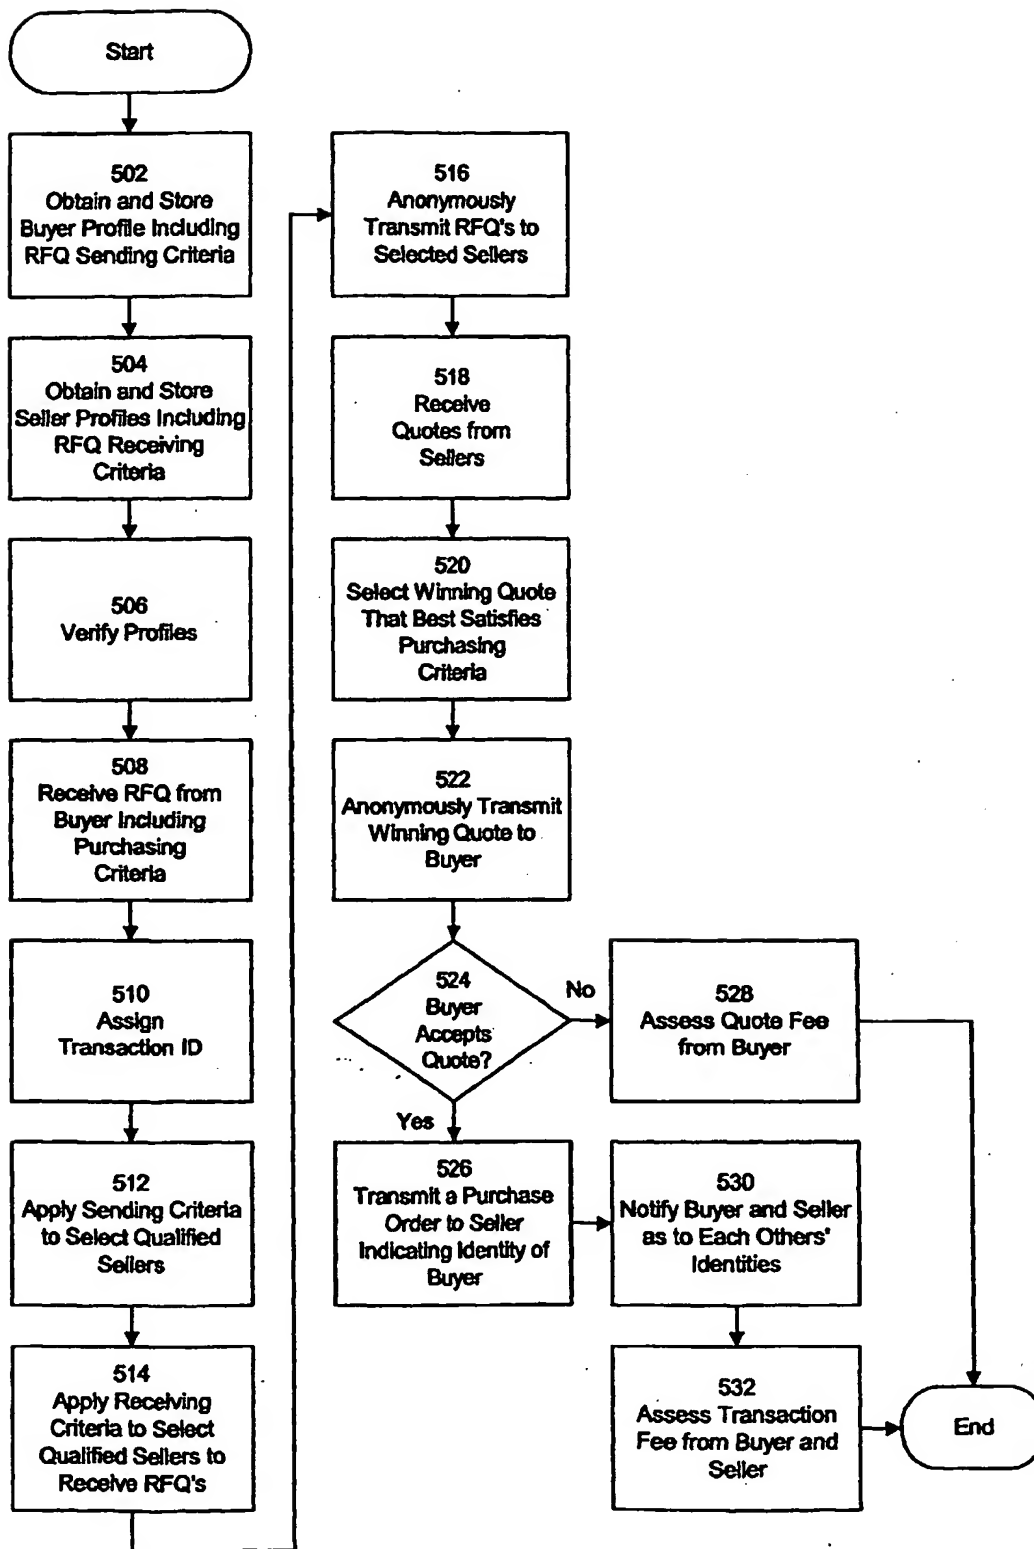 Start
502
Obtain and Store
Buyer Profile Including
RFQ Sending Criteria
504
Obtain and Store
Seller Profiles Including
RFQ Receiving
Criteria
506
Verify Profiles
508
Receive RFQ from
Buyer Including
Purchasing
Criteria
510
Assign
Transaction ID
512
Apply Sending Criteria
to Select Qualified
Sellers
514
Apply Receiving
Criteria to Select
Qualified Sellers to
Receive RFQ's
516
Anonymously
Transmit RFQ's to
Selected Sellers
518
Receive
Quotes from
Sellers
520
Select Winning Quote
That Best Satisfies
Purchasing
Criteria
522
Anonymously Transmit
Winning Quote to
Buyer
524
Buyer
Accepts
Quote?
No
Yes
528
Assess Quote Fee
from Buyer
526
Transmit a Purchase
Order to Seller
Indicating Identity of
Buyer
530
Notify Buyer and Seller
as to Each Others'
Identities
532
Assess Transaction
Fee from Buyer and
Seller
End